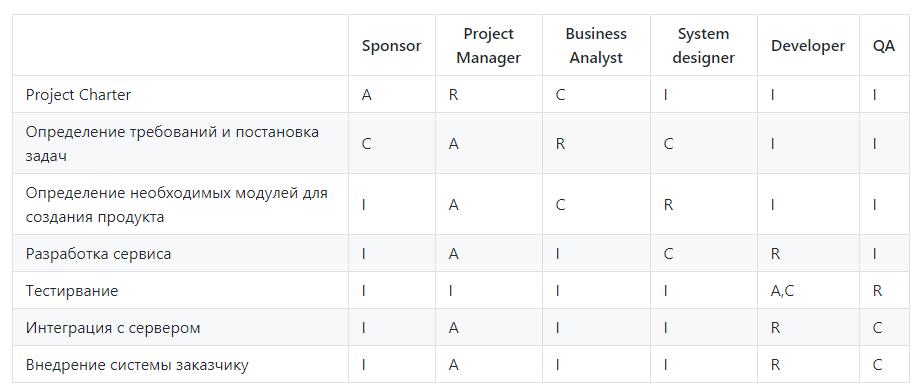 Sponsor Project Manager Business Analyst System designer Developer QA
Project Charter A R C I I I
Определение требований и постановка задач C A R C I I
Определение необходимых модулей для создания продукта I A C R I I
Разработка сервиса I A I C R I
Тестирвание I I I I A,C R
Интеграция с сервером I A I I R C
Внедрение системы заказчику I A I I R C